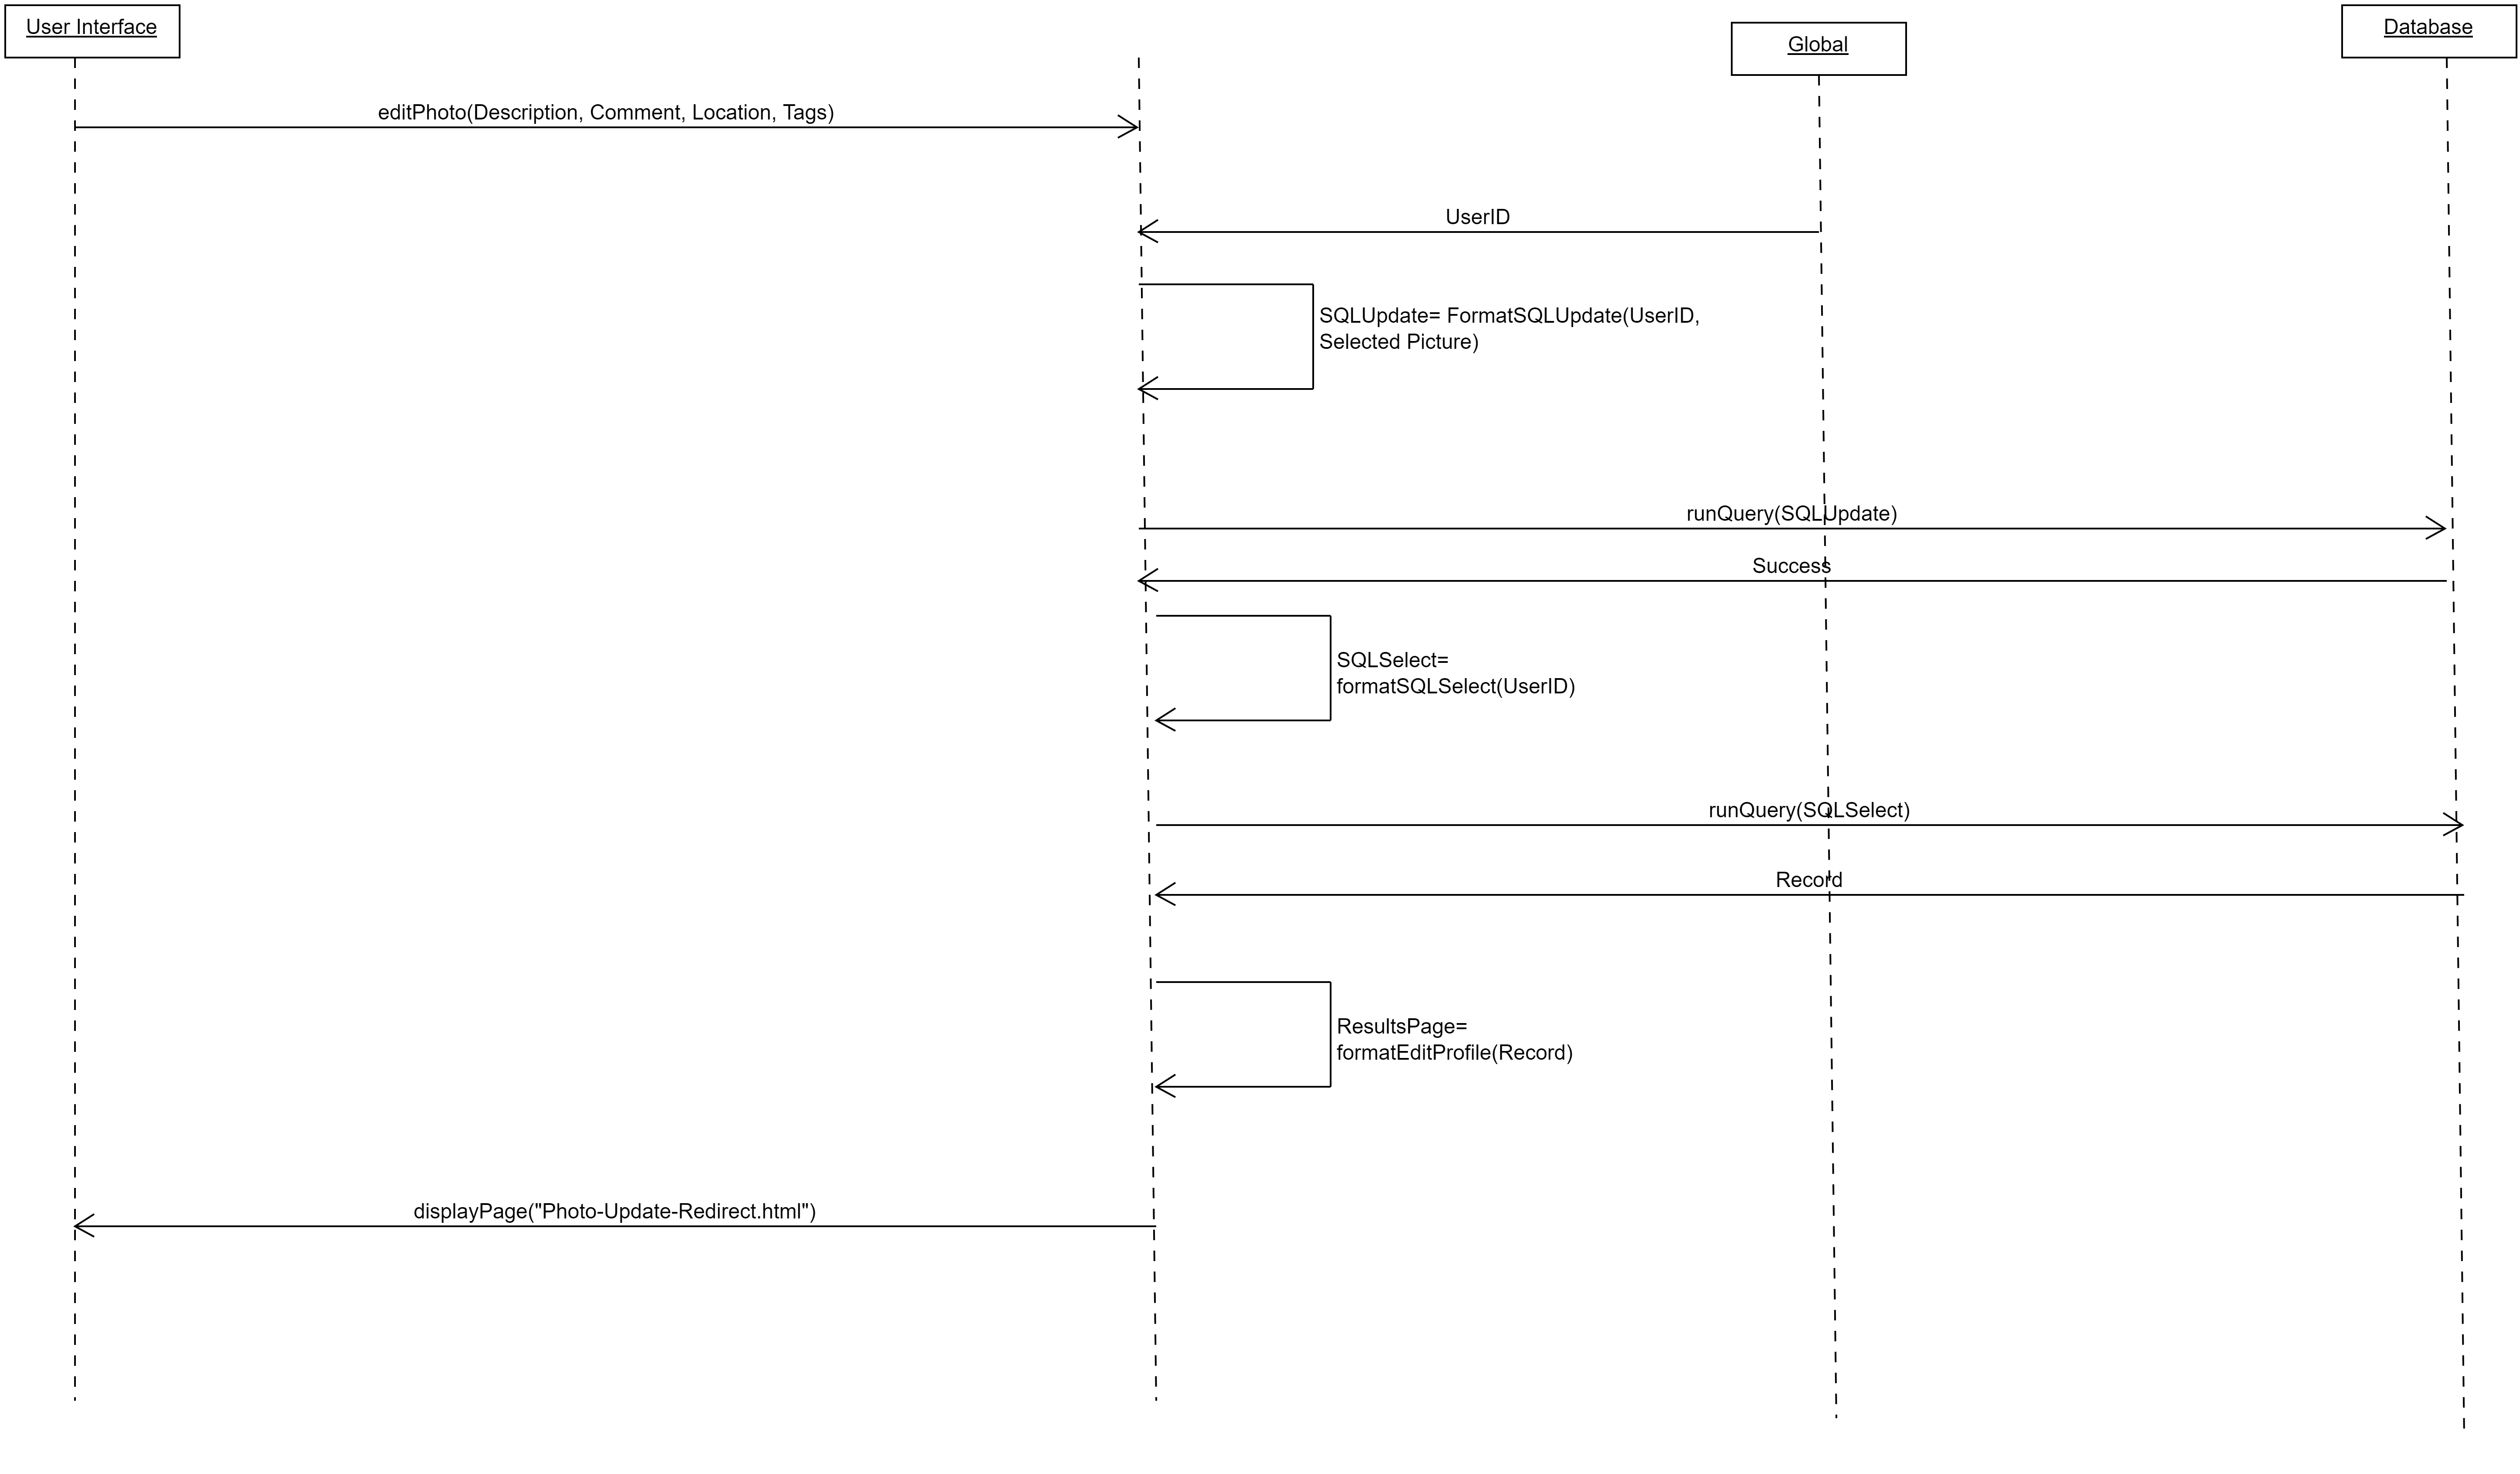 User Interface
Global
Database
editPhoto(Description, Comment, Location, Tags)
UserID
SQLUpdate= FormatSQLUpdate(UserID,
Selected Picture)
runQuery(SQLUpdate)
Success
SQLSelect=
formatSQLSelect(UserID)
runQuery(SQLSelect)
Record
ResultsPage=
formatEditProfile(Record)
displayPage("Photo-Update-Redirect.html")